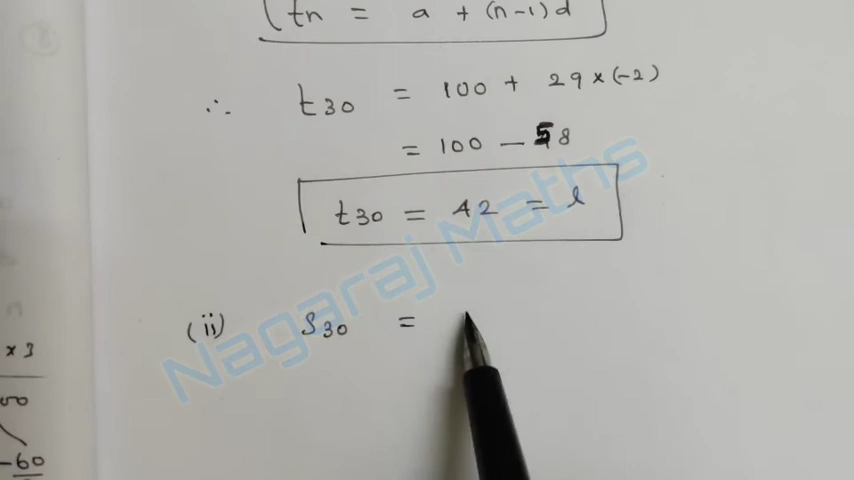 tn = a + (n-1)d
∴ t30 = 100 + 29×(-2)
= 100 - 58
t30 = 42 = l
(ii) S30 =
×3
-60
Nagaraj Maths